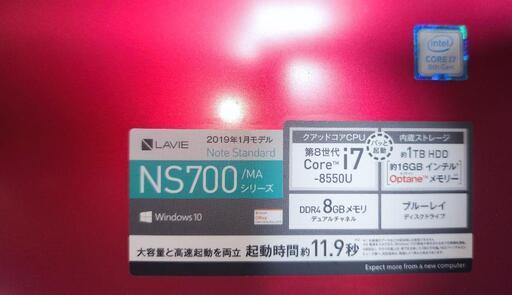 intel
CORE i7
8th Gen
LAVIE
2019年1月モデル
Note Standard
NS700 /MA
シリーズ
Windows 10
Office
クアッドコアCPU
第8世代
Core™ i7
-8550U
パッと
起動
内蔵ストレージ
約1TB HDD
約16GB インテル®
Optane™ メモリー
DDR4 8GBメモリ
デュアルチャネル
ブルーレイ
ディスクドライブ
大容量と高速起動を両立 起動時間約11.9秒
Expect more from a new computer.